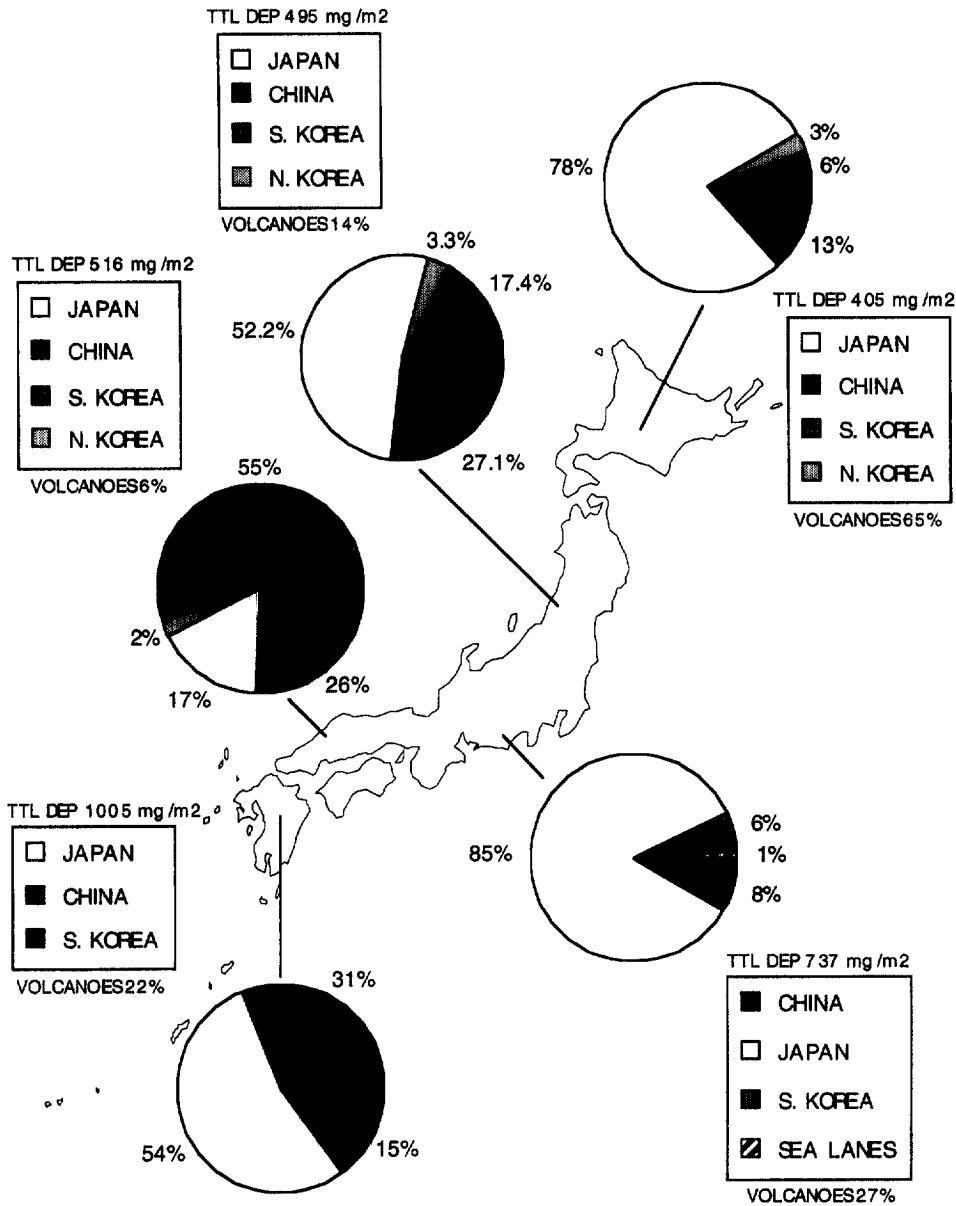 TTL DEP 495 mg/m2
JAPAN
CHINA
S. KOREA
N. KOREA
VOLCANOES14%
78%
3%
6%
13%
3.3%
17.4%
52.2%
27.1%
TTL DEP 516 mg/m2
JAPAN
CHINA
S. KOREA
N. KOREA
VOLCANOES6%
TTL DEP 405 mg/m2
JAPAN
CHINA
S. KOREA
N. KOREA
VOLCANOES65%
55%
2%
17%
26%
TTL DEP 1005 mg/m2
JAPAN
CHINA
S. KOREA
VOLCANOES22%
85%
6%
1%
8%
31%
54%
15%
TTL DEP 737 mg/m2
CHINA
JAPAN
S. KOREA
SEA LANES
VOLCANOES27%